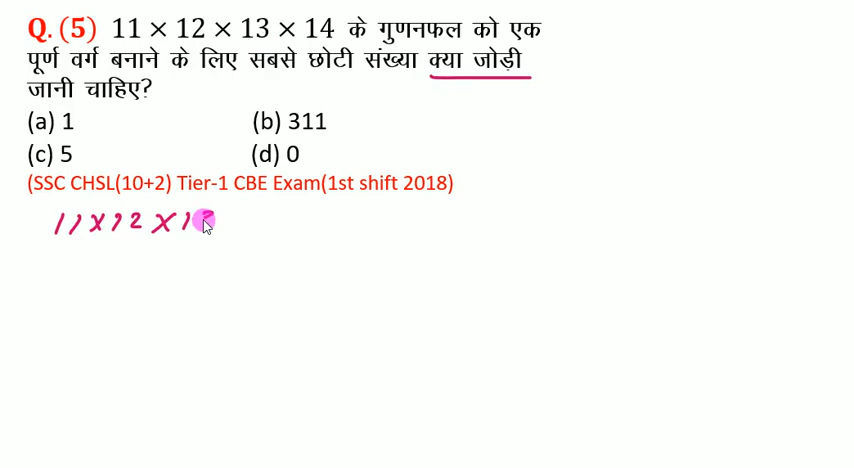 Q. (5) 11 × 12 × 13 × 14 के गुणनफल को एक
पूर्ण वर्ग बनाने के लिए सबसे छोटी संख्या क्या जोड़ी
जानी चाहिए?
(a) 1 (b) 311
(c) 5 (d) 0
(SSC CHSL(10+2) Tier-1 CBE Exam(1st shift 2018)
11×12×1